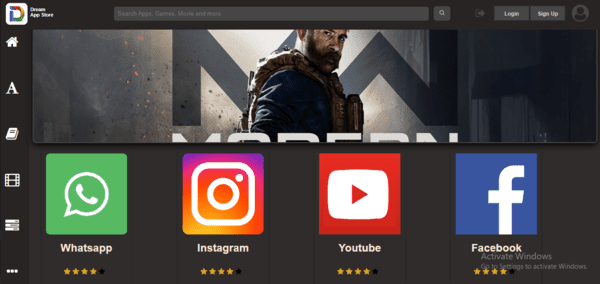 Dream
App Store
Search Apps, Games, Movie and more
Login
Sign Up
A
MODERN
Whatsapp
Instagram
Youtube
Facebook
Activate Windows
Go to Settings to activate Windows.